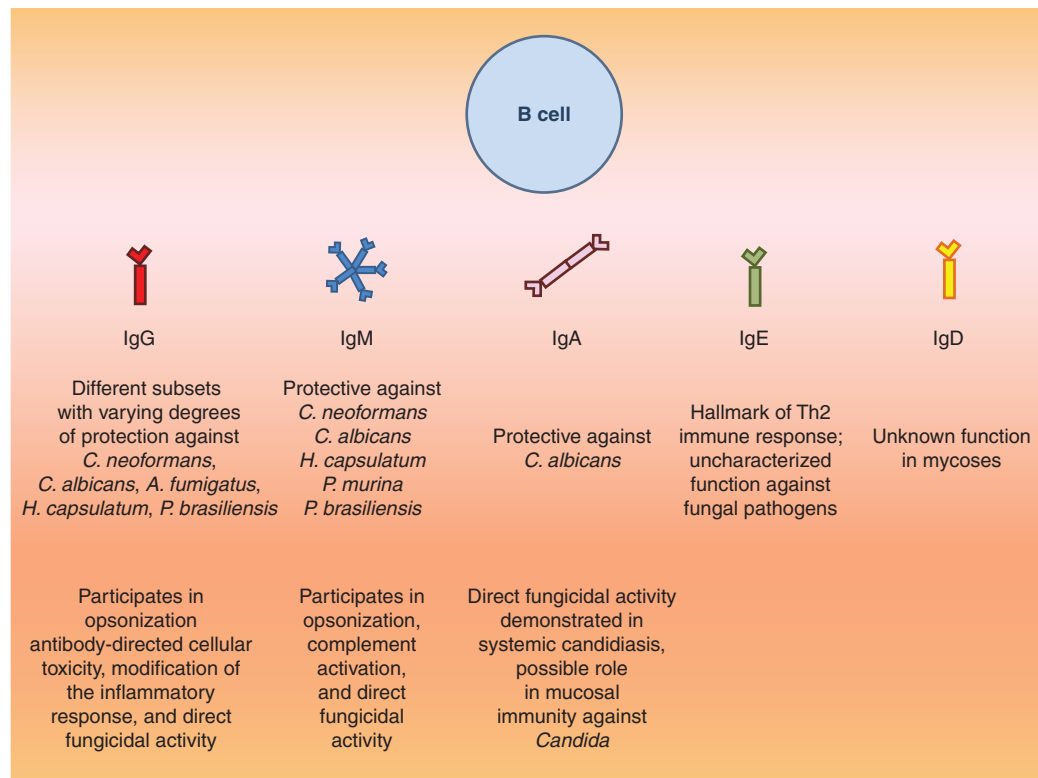 B cell
IgG
IgM
IgA
IgE
IgD
Different subsets
with varying degrees
of protection against
C. neoformans,
C. albicans, A. fumigatus,
H. capsulatum, P. brasiliensis
Protective against
C. neoformans
C. albicans
H. capsulatum
P. murina
P. brasiliensis
Protective against
C. albicans
Hallmark of Th2
immune response;
uncharacterized
function against
fungal pathogens
Unknown function
in mycoses
Participates in
opsonization
antibody-directed cellular
toxicity, modification of
the inflammatory
response, and direct
fungicidal activity
Participates in
opsonization,
complement
activation,
and direct
fungicidal
activity
Direct fungicidal activity
demonstrated in
systemic candidiasis,
possible role
in mucosal
immunity against
Candida